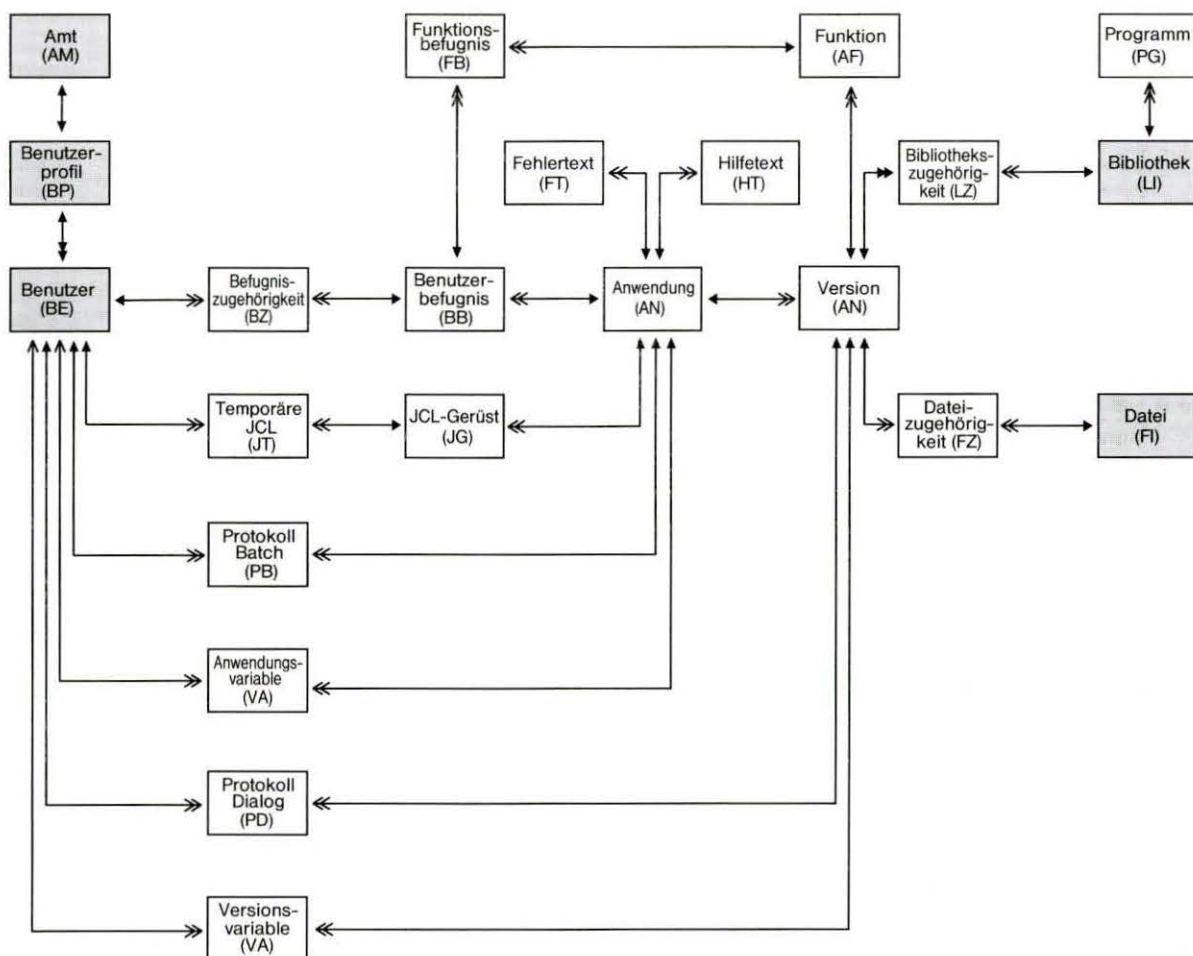 Amt
(AM)
Funktions-
befugnis
(FB)
Funktion
(AF)
Programm
(PG)
Benutzer-
profil
(BP)
Fehlertext
(FT)
Hilfetext
(HT)
Bibliotheks-
zugehörig-
keit (LZ)
Bibliothek
(LI)
Benutzer
(BE)
Befugnis-
zugehörigkeit
(BZ)
Benutzer-
befugnis
(BB)
Anwendung
(AN)
Version
(AN)
Temporäre
JCL
(JT)
JCL-Gerüst
(JG)
Datei-
zugehörig-
keit (FZ)
Datei
(FI)
Protokoll
Batch
(PB)
Anwendungs-
variable
(VA)
Protokoll
Dialog
(PD)
Versions-
variable
(VA)